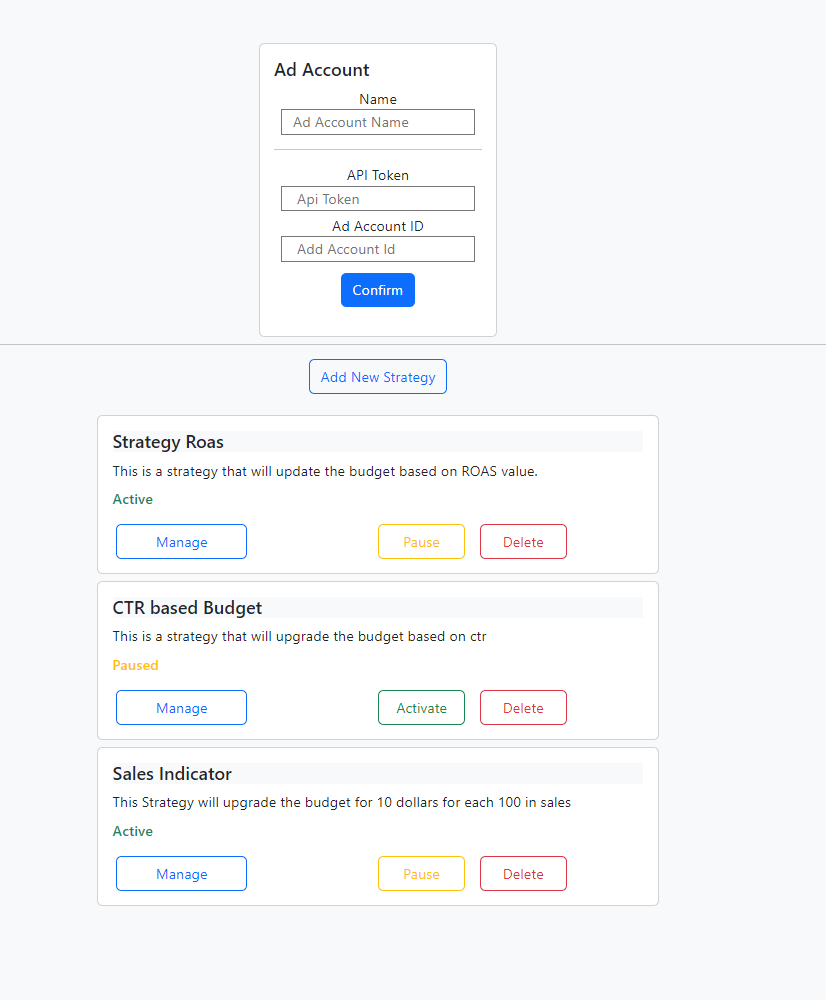 Ad Account
Name
Ad Account Name
API Token
Api Token
Ad Account ID
Add Account Id
Confirm
Add New Strategy
Strategy Roas
This is a strategy that will update the budget based on ROAS value.
Active
Manage Pause Delete
CTR based Budget
This is a strategy that will upgrade the budget based on ctr
Paused
Manage Activate Delete
Sales Indicator
This Strategy will upgrade the budget for 10 dollars for each 100 in sales
Active
Manage Pause Delete